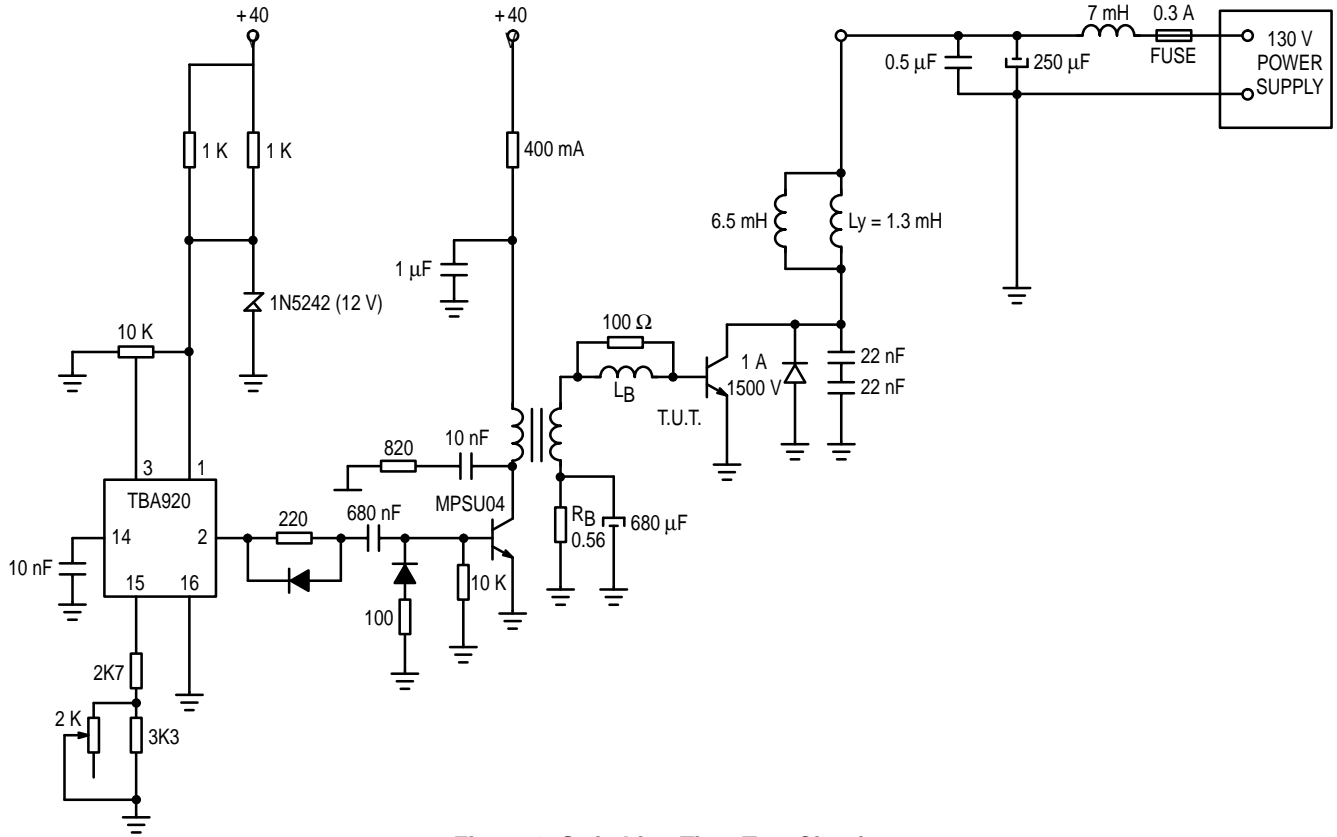 +40
V
+40
V
7 mH
0.3 A
FUSE
130 V
POWER
SUPPLY
0.5 μF
250 μF
1 K
1 K
400 mA
6.5 mH
Ly = 1.3 mH
1 μF
1N5242 (12 V)
10 K
100 Ω
LB
T.U.T.
1 A
1500 V
22 nF
22 nF
3
1
TBA920
14
2
15
16
10 nF
820
10 nF
MPSU04
220
680 nF
RB
0.56
680 μF
100
10 K
2K7
2 K
3K3